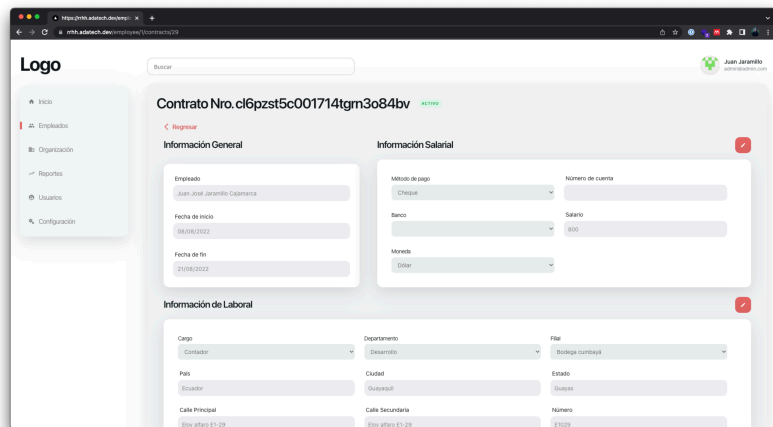 https://rrhh.adatech.dev/emplo
rrhh.adatech.dev/employee/1/contracts/29
Logo
Buscar
Juan Jaramillo
admin@admin.com
Inicio
Empleados
Organización
Reportes
Usuarios
Configuración
Contrato Nro. cl6pzst5c001714tgrn3o84bv
ACTIVO
Regresar
Información General
Información Salarial
Empleado
Juan José Jaramillo Cajamarca
Fecha de inicio
08/08/2022
Fecha de fin
21/08/2022
Método de pago
Número de cuenta
Cheque
Banco
Salario
800
Moneda
Dólar
Información de Laboral
Cargo
Departamento
Filial
Contador
Desarrollo
Bodega cumbayá
País
Ciudad
Estado
Ecuador
Guayaquil
Guayas
Calle Principal
Calle Secundaria
Número
Eloy alfaro E1-29
Eloy alfaro E1-29
E1029